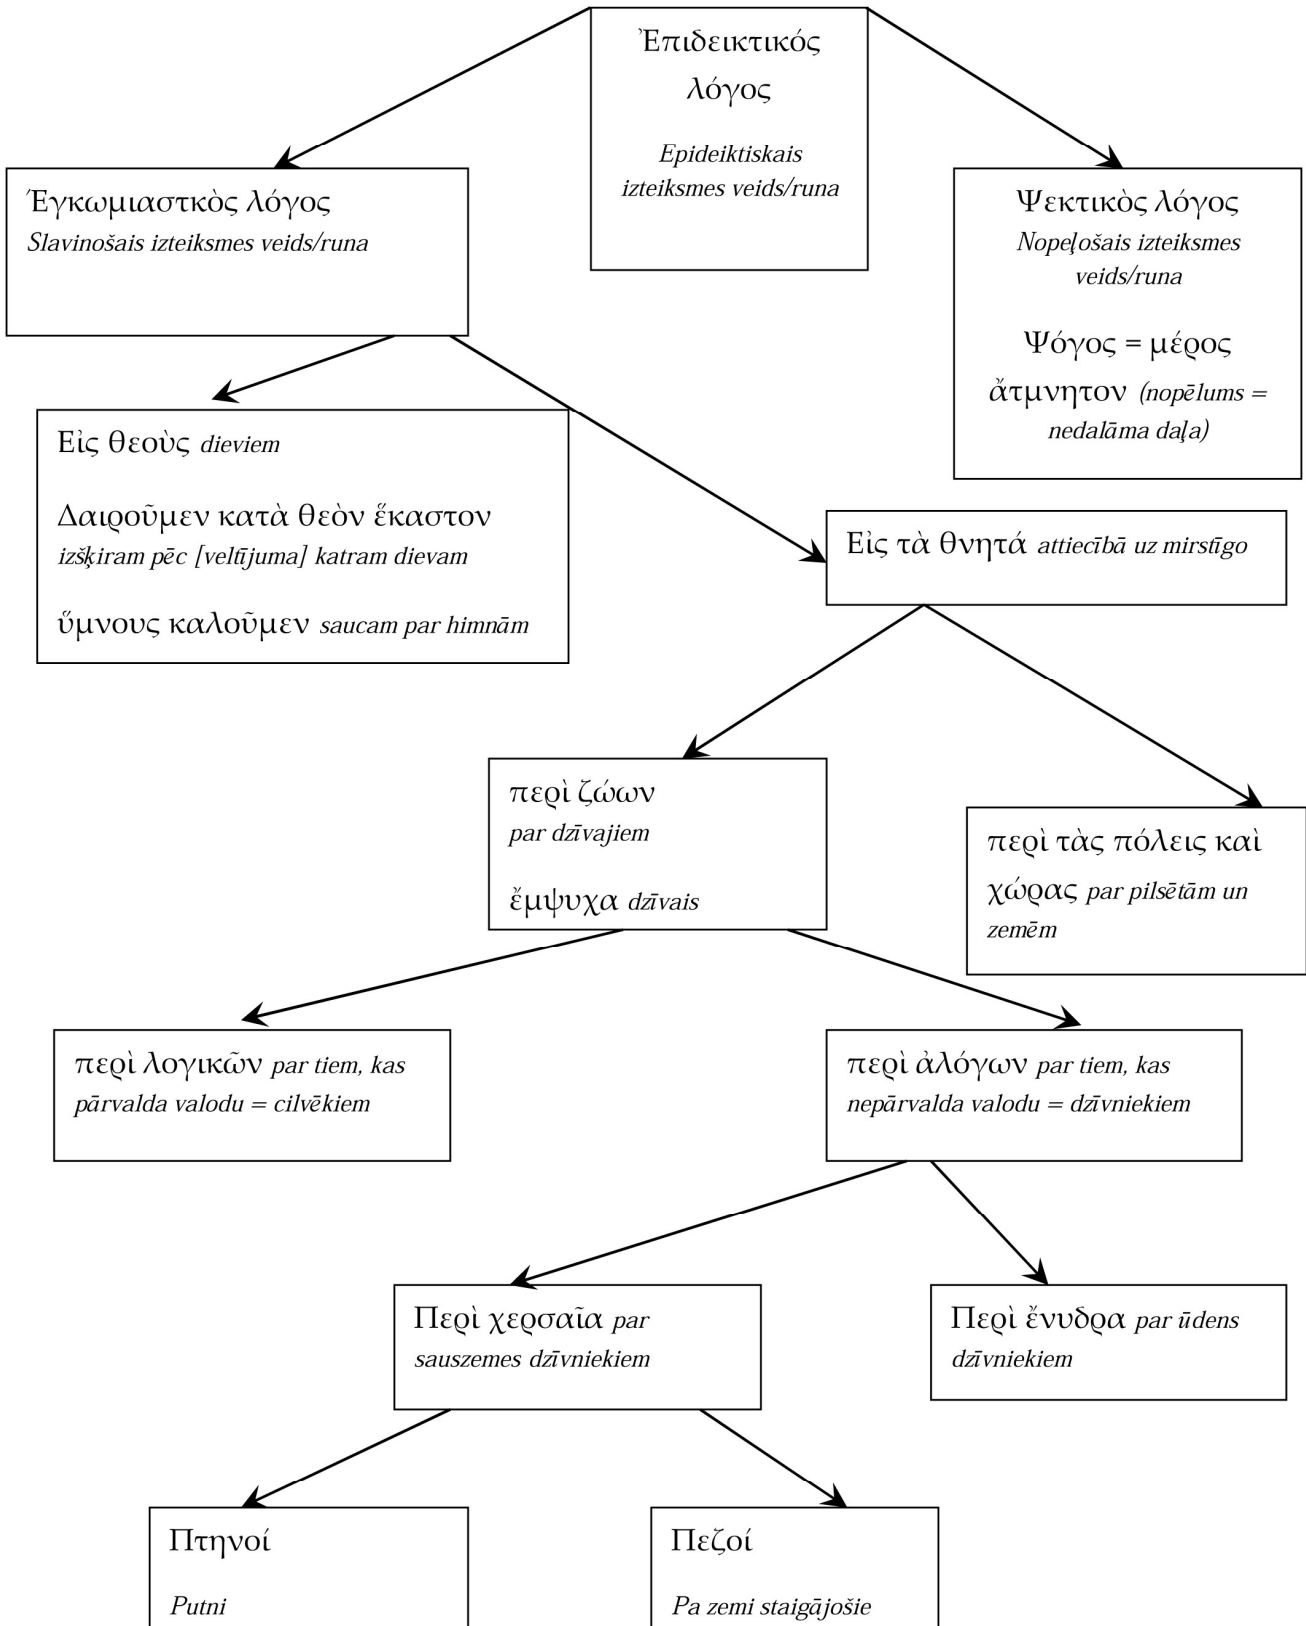 Ἐπιδεικτικός
λόγος
Epideiktiskais
izteiksmes veids/runa
Ἐγκωμιαστκὸς λόγος
Slavinošais izteiksmes veids/runa
Ψεκτικὸς λόγος
Nopeļošais izteiksmes
veids/runa
Ψόγος = μέρος
ἄτμνητον (nopēlums =
nedalāma daļa)
Εἰς θεοὺς dieviem
Δαιροῦμεν κατὰ θεὸν ἕκαστον
izšķiram pēc [veltījuma] katram dievam
ὕμνους καλοῦμεν saucam par himnām
Εἰς τὰ θνητά attiecībā uz mirstīgo
περὶ ζώων
par dzīvajiem
ἔμψυχα dzīvais
περὶ τὰς πόλεις καὶ
χώρας par pilsētām un
zemēm
περὶ λογικῶν par tiem, kas
pārvalda valodu = cilvēkiem
περὶ ἀλόγων par tiem, kas
nepārvalda valodu = dzīvniekiem
Περὶ χερσαῖα par
sauszemes dzīvniekiem
Περὶ ἔνυδρα par ūdens
dzīvniekiem
Πτηνοί
Putni
Πεζοί
Pa zemi staigājošie